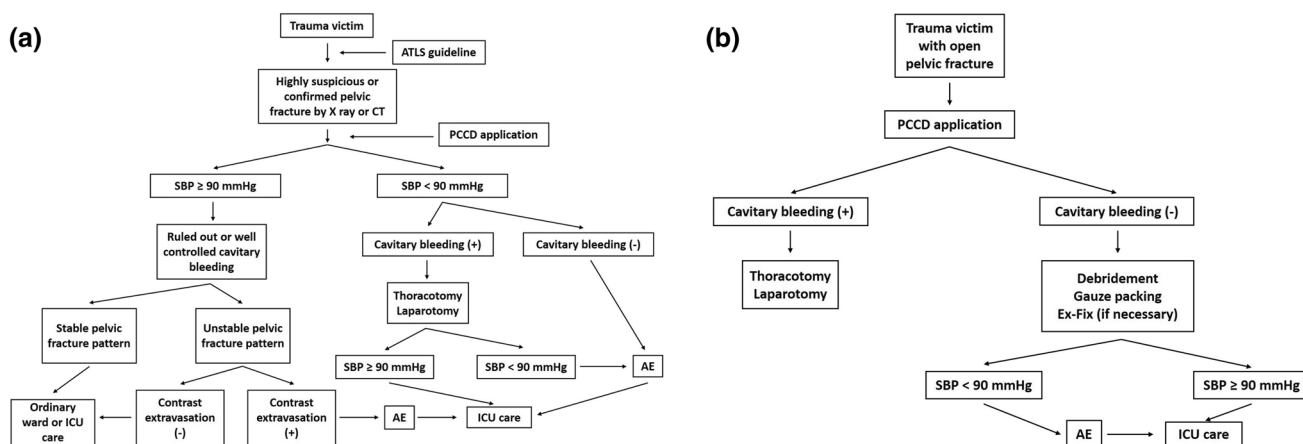 (a)
Trauma victim
ATLS guideline
Highly suspicious or
confirmed pelvic
fracture by X ray or CT
PCCD application
SBP ≥ 90 mmHg
SBP < 90 mmHg
Ruled out or well
controlled cavitary
bleeding
Cavitary bleeding (+)
Cavitary bleeding (-)
Thoracotomy
Laparotomy
Stable pelvic
fracture pattern
Unstable pelvic
fracture pattern
SBP ≥ 90 mmHg
SBP < 90 mmHg
AE
Ordinary
ward or ICU
care
Contrast
extravasation
(-)
Contrast
extravasation
(+)
AE
ICU care
(b)
Trauma victim
with open
pelvic fracture
PCCD application
Cavitary bleeding (+)
Cavitary bleeding (-)
Thoracotomy
Laparotomy
Debridement
Gauze packing
Ex-Fix (if necessary)
SBP < 90 mmHg
SBP ≥ 90 mmHg
AE
ICU care